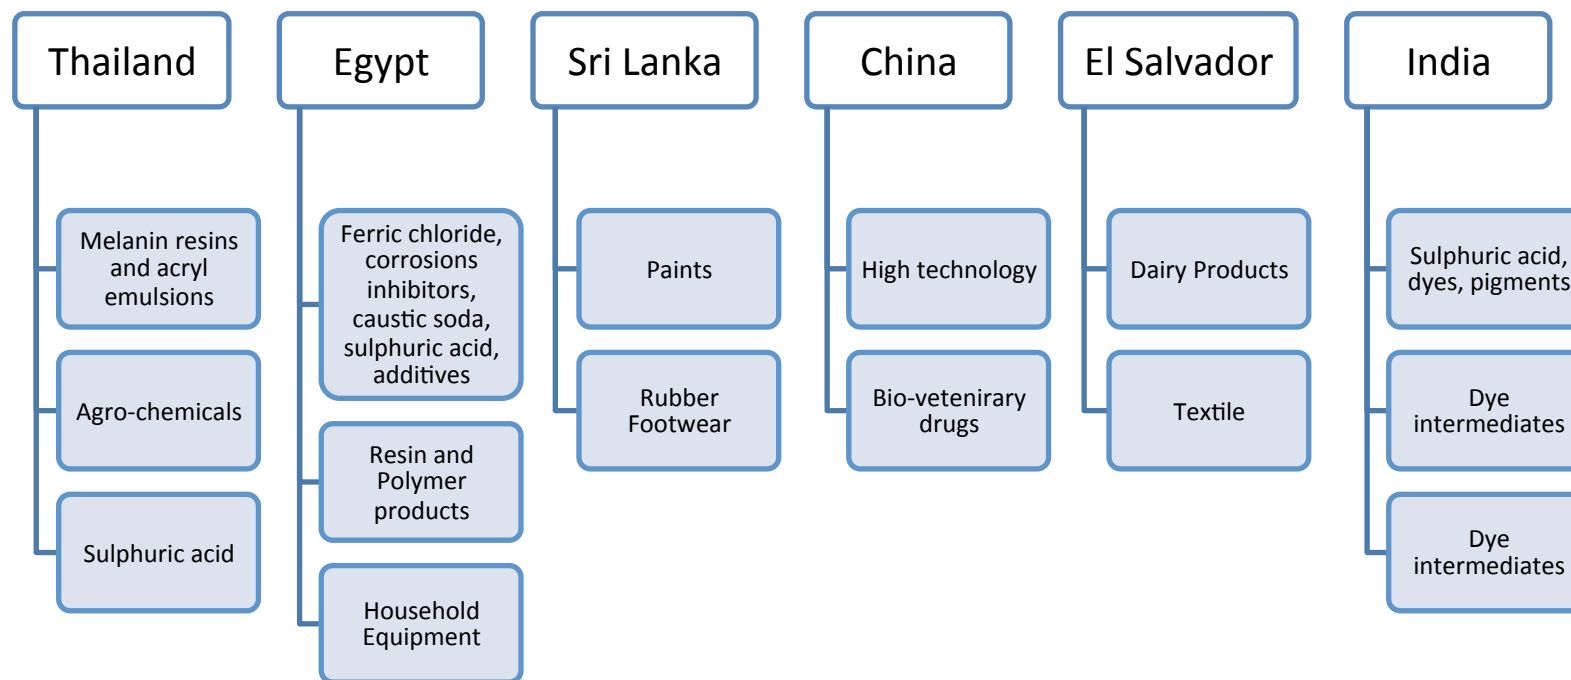 Thailand
Melanin resins
and acryl
emulsions
Agro-chemicals
Sulphuric acid
Egypt
Ferric chloride,
corrosions
inhibitors,
caustic soda,
sulphuric acid,
additives
Resin and
Polymer
products
Household
Equipment
Sri Lanka
Paints
Rubber
Footwear
China
High technology
Bio-vetenirary
drugs
El Salvador
Dairy Products
Textile
India
Sulphuric acid,
dyes, pigments
Dye
intermediates
Dye
intermediates